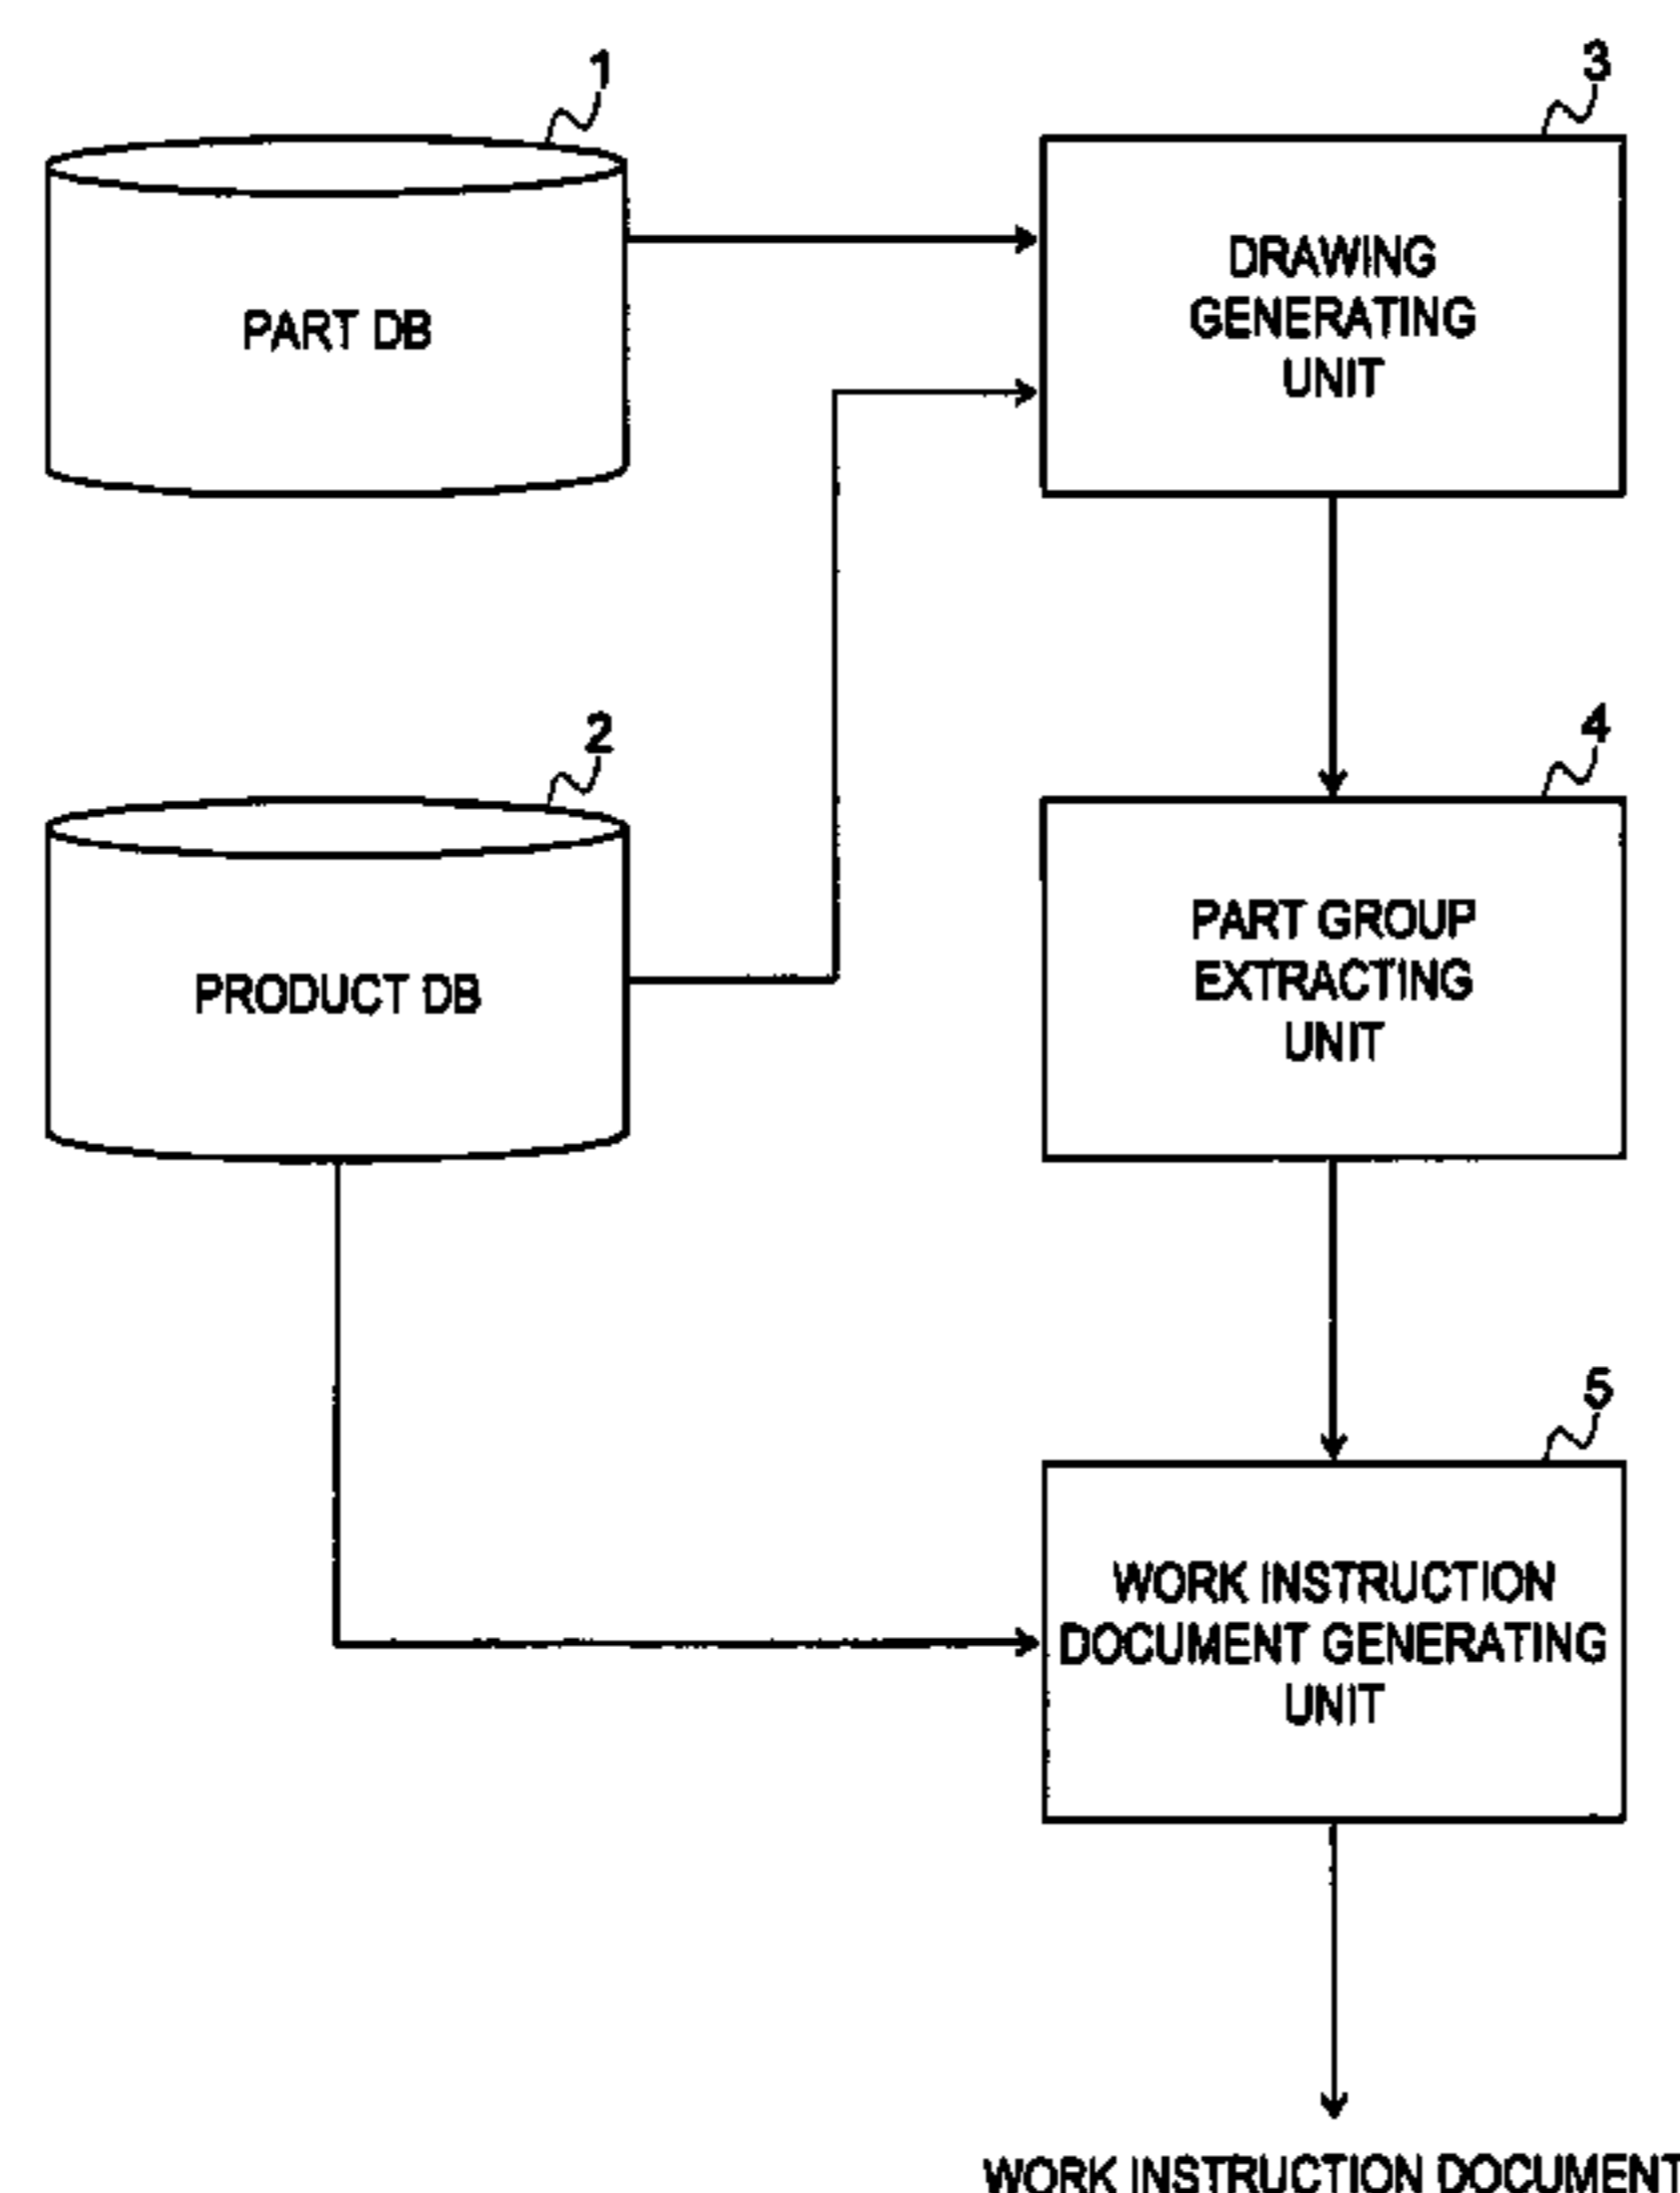 1
3
PART DB
DRAWING
GENERATING
UNIT
2
4
PRODUCT DB
PART GROUP
EXTRACTING
UNIT
5
WORK INSTRUCTION
DOCUMENT GENERATING
UNIT
WORK INSTRUCTION DOCUMENT